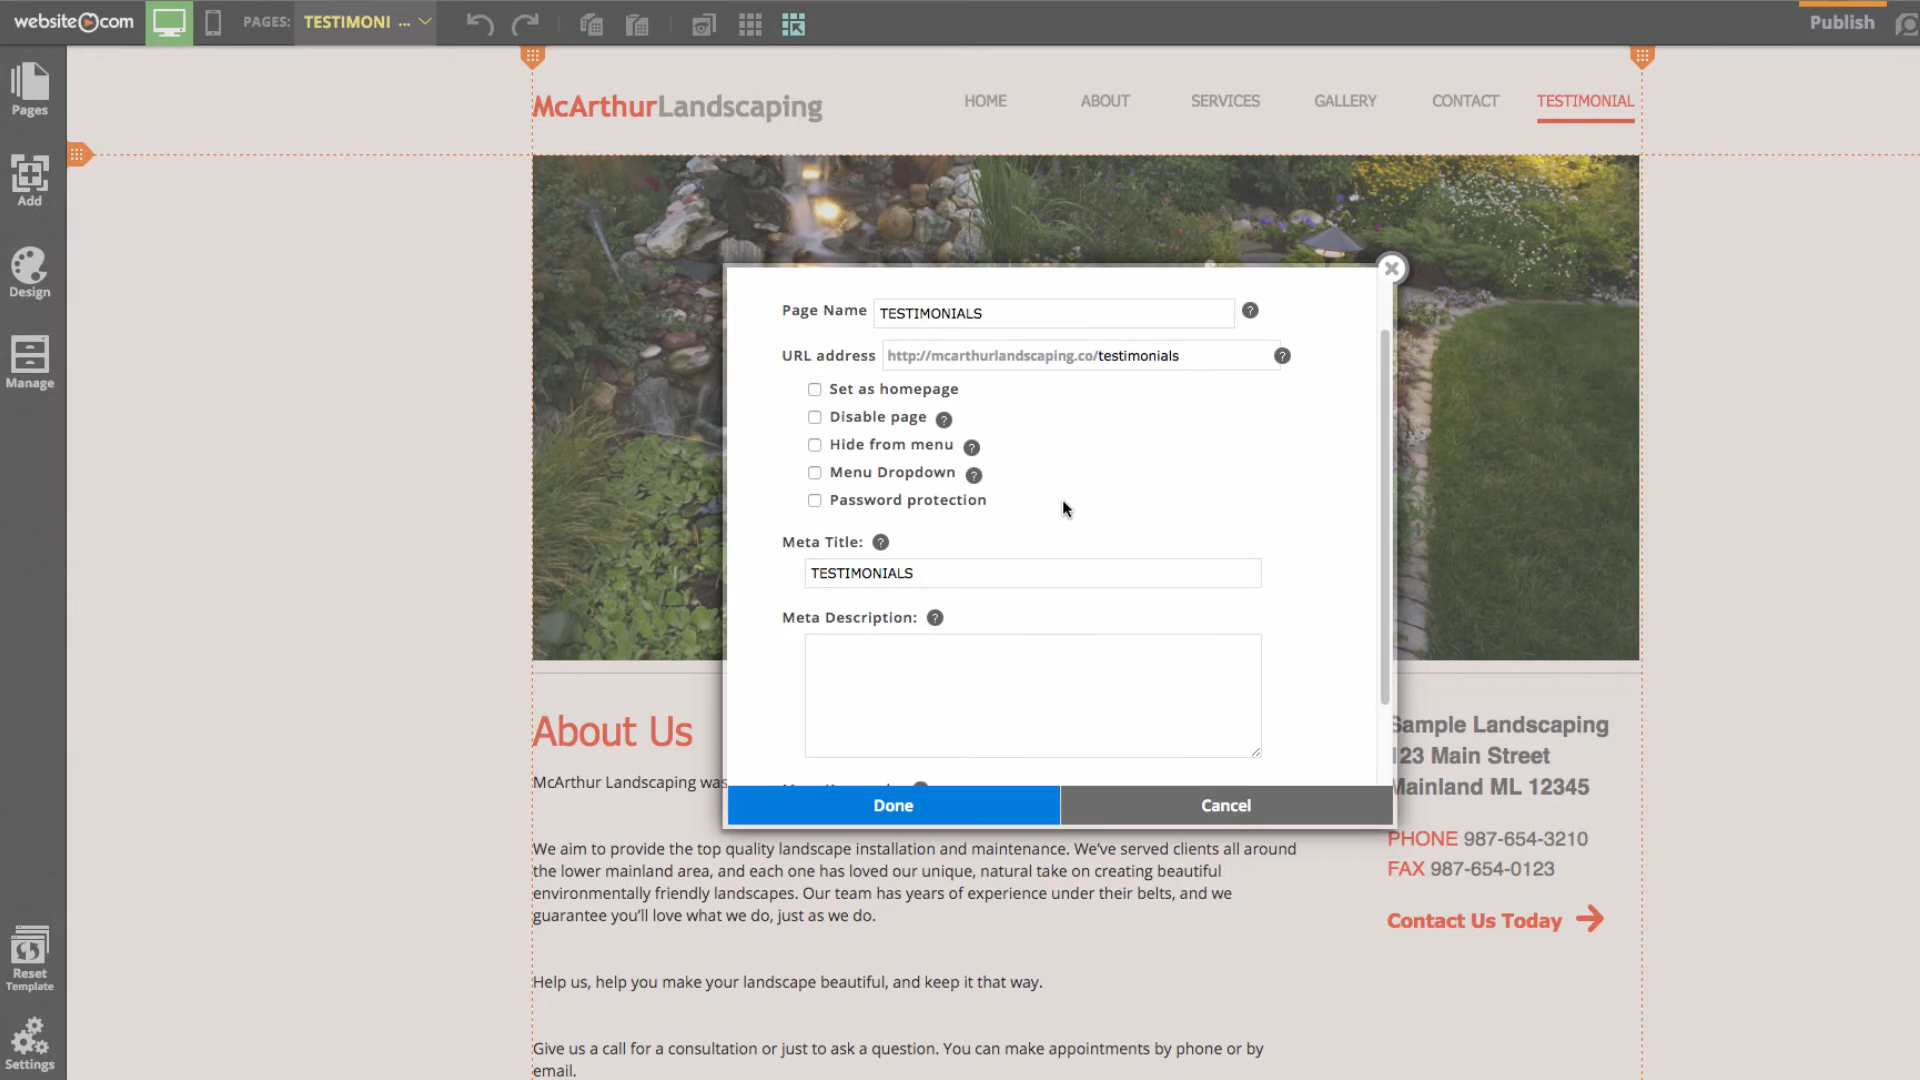 website.com
PAGES:
TESTIMONI ...
Publish
Pages
Add
Design
Manage
Reset
Template
Settings
McArthurLandscaping
HOME
ABOUT
SERVICES
GALLERY
CONTACT
TESTIMONIAL
Page Name
TESTIMONIALS
URL address
http://mcarthurlandscaping.co/testimonials
Set as homepage
Disable page
Hide from menu
Menu Dropdown
Password protection
Meta Title:
TESTIMONIALS
Meta Description:
Done
Cancel
About Us
McArthur Landscaping was
We aim to provide the top quality landscape installation and maintenance. We've served clients all around
the lower mainland area, and each one has loved our unique, natural take on creating beautiful
environmentally friendly landscapes. Our team has years of experience under their belts, and we
guarantee you'll love what we do, just as we do.
Help us, help you make your landscape beautiful, and keep it that way.
Give us a call for a consultation or just to ask a question. You can make appointments by phone or by
email.
Sample Landscaping
123 Main Street
Mainland ML 12345
PHONE 987-654-3210
FAX 987-654-0123
Contact Us Today